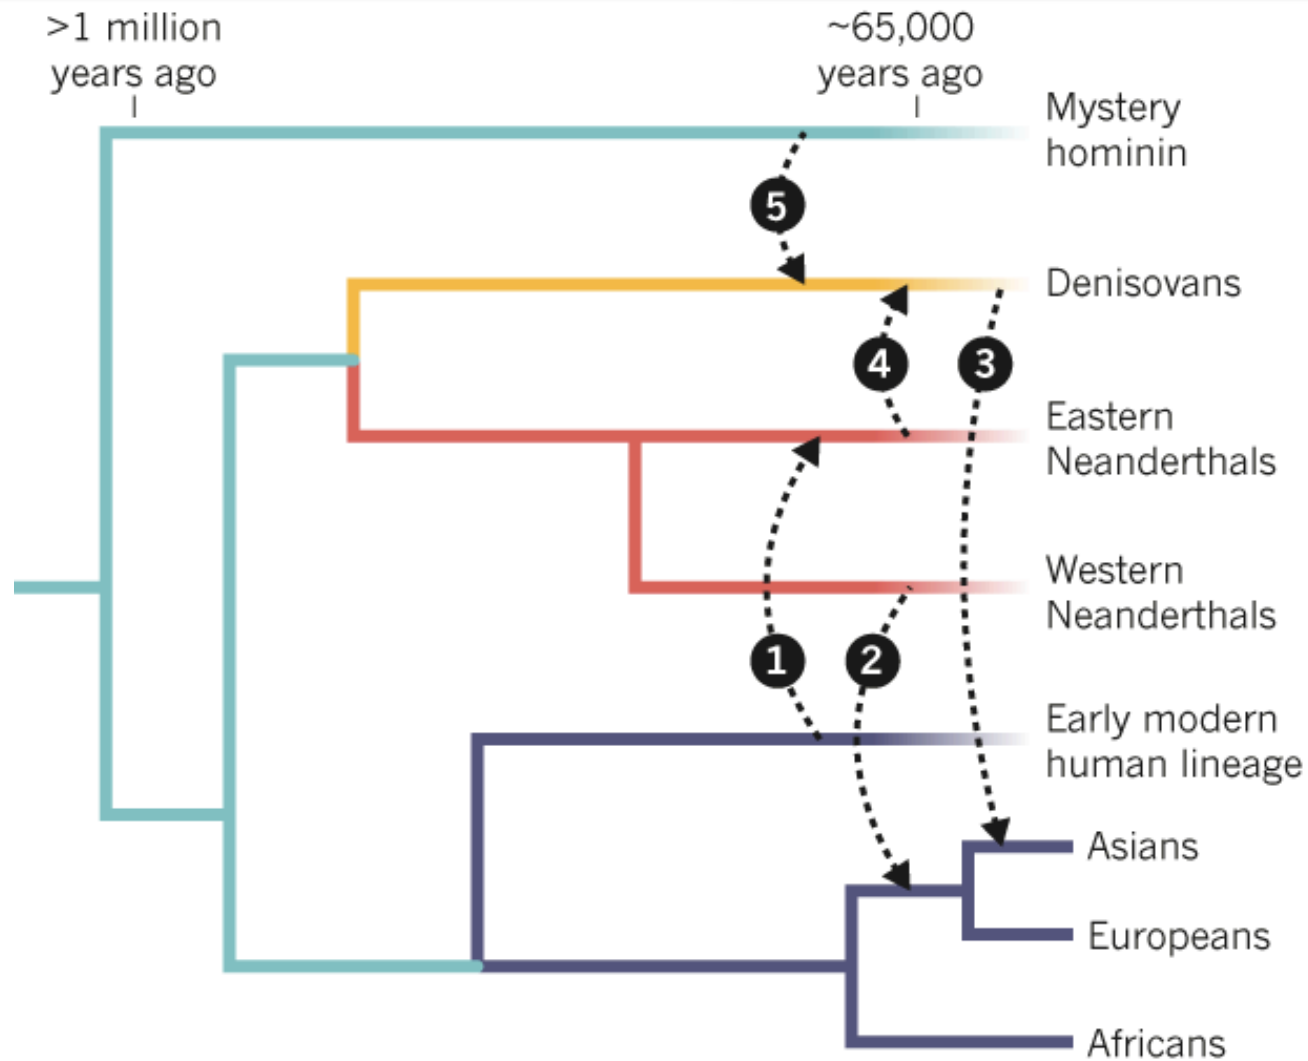 >1 million
years ago
~65,000
years ago
Mystery
hominin
5
Denisovans
4
3
Eastern
Neanderthals
Western
Neanderthals
1
2
Early modern
human lineage
Asians
Europeans
Africans